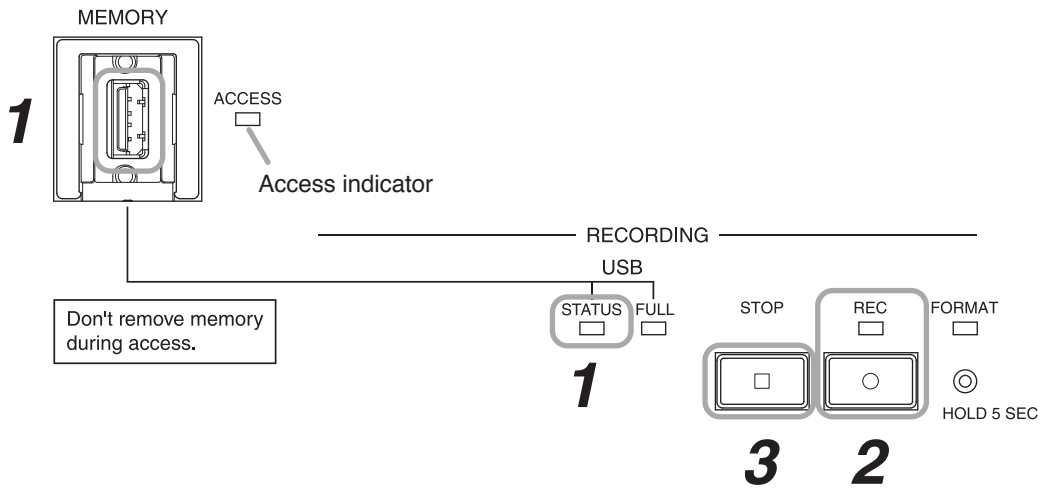 MEMORY
1
ACCESS
Access indicator
RECORDING
USB
Don't remove memory
during access.
STATUS
FULL
STOP
REC
FORMAT
1
HOLD 5 SEC
3
2